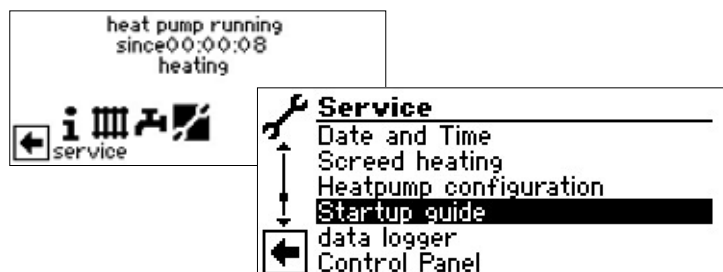 heat pump running
since00:00:08
heating
service
Service
Date and Time
Screed heating
Heatpump configuration
Startup guide
data logger
Control Panel